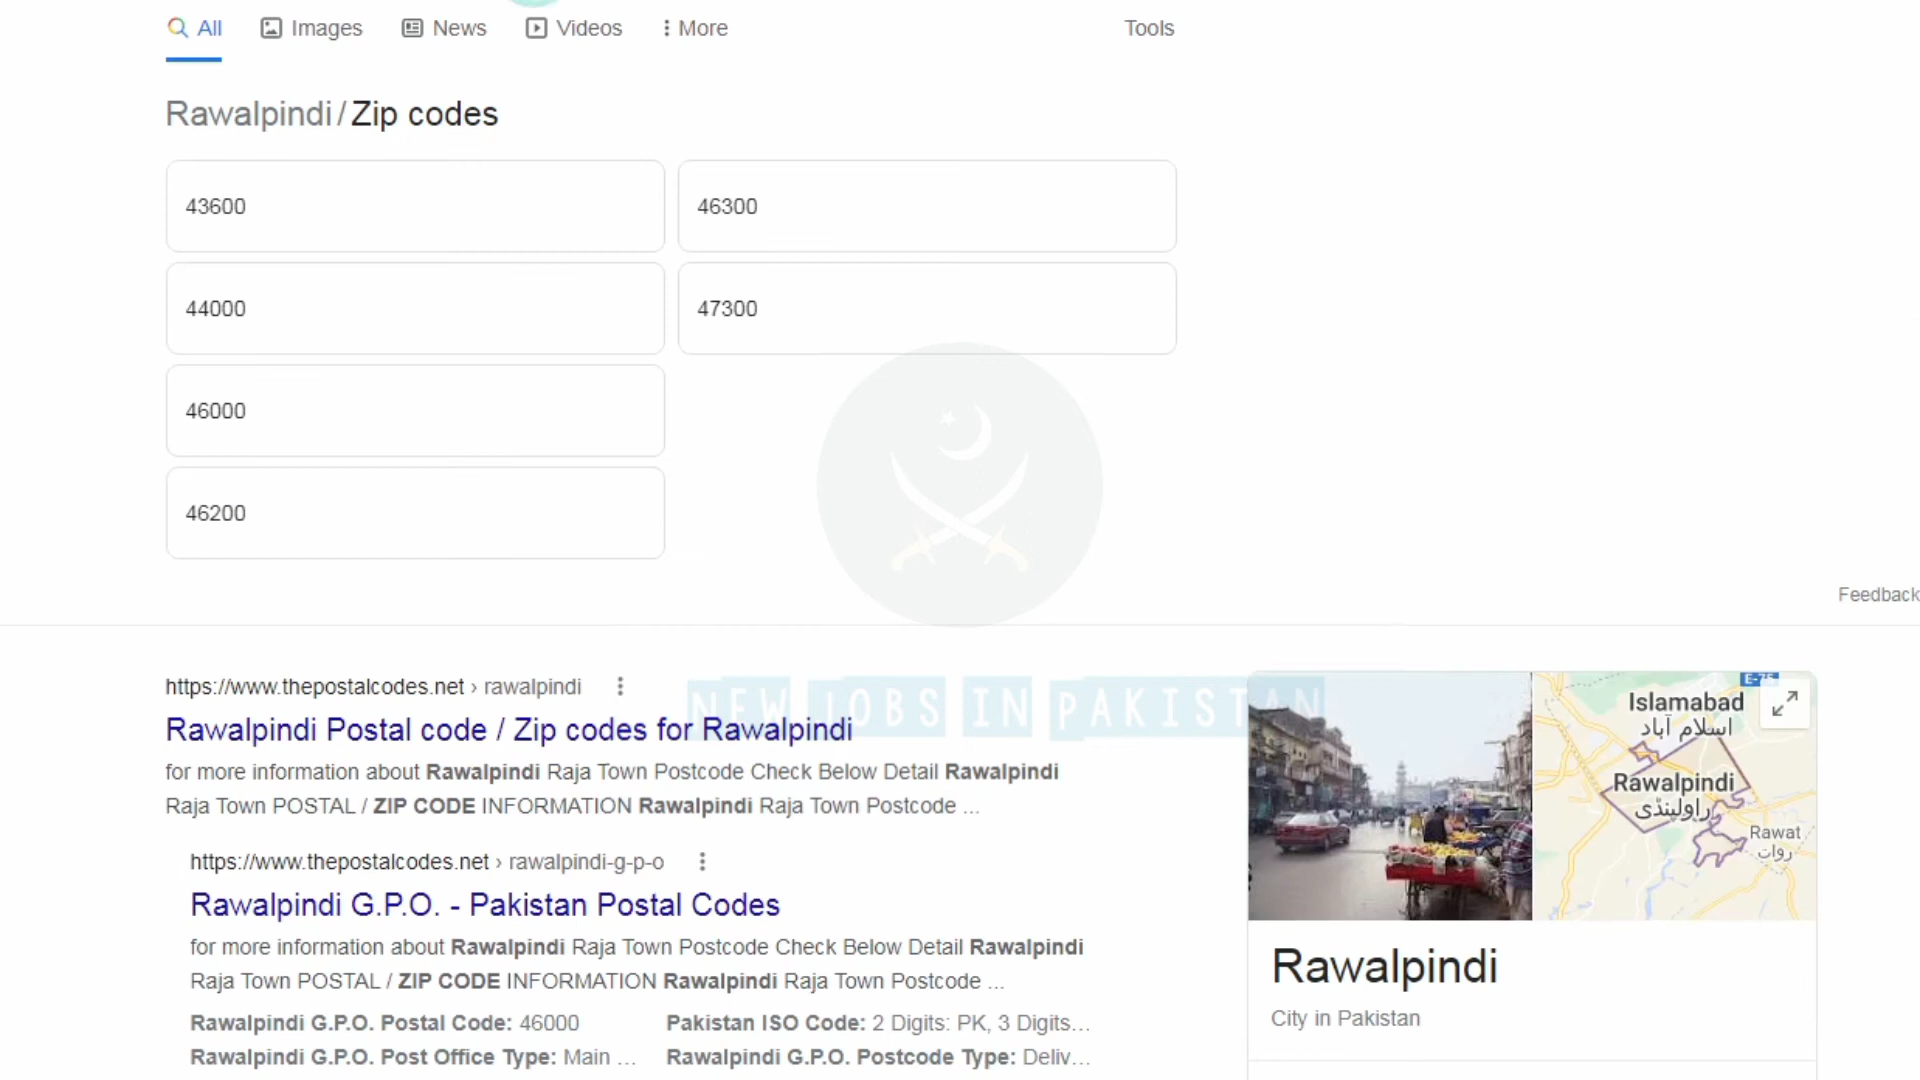 All Images News Videos More Tools
Rawalpindi / Zip codes
43600 46300
44000 47300
46000
46200
Feedback
https://www.thepostalcodes.net › rawalpindi
Rawalpindi Postal code / Zip codes for Rawalpindi
for more information about Rawalpindi Raja Town Postcode Check Below Detail Rawalpindi
Raja Town POSTAL / ZIP CODE INFORMATION Rawalpindi Raja Town Postcode ...
https://www.thepostalcodes.net › rawalpindi-g-p-o
Rawalpindi G.P.O. - Pakistan Postal Codes
for more information about Rawalpindi Raja Town Postcode Check Below Detail Rawalpindi
Raja Town POSTAL / ZIP CODE INFORMATION Rawalpindi Raja Town Postcode ...
Rawalpindi G.P.O. Postal Code: 46000 Pakistan ISO Code: 2 Digits: PK, 3 Digits...
Rawalpindi G.P.O. Post Office Type: Main ... Rawalpindi G.P.O. Postcode Type: Deliv...
NEW JOBS IN PAKISTAN
E-75
Islamabad
اسلام آباد
Rawalpindi
راولپنڈی
Rawat
روات
Rawalpindi
City in Pakistan